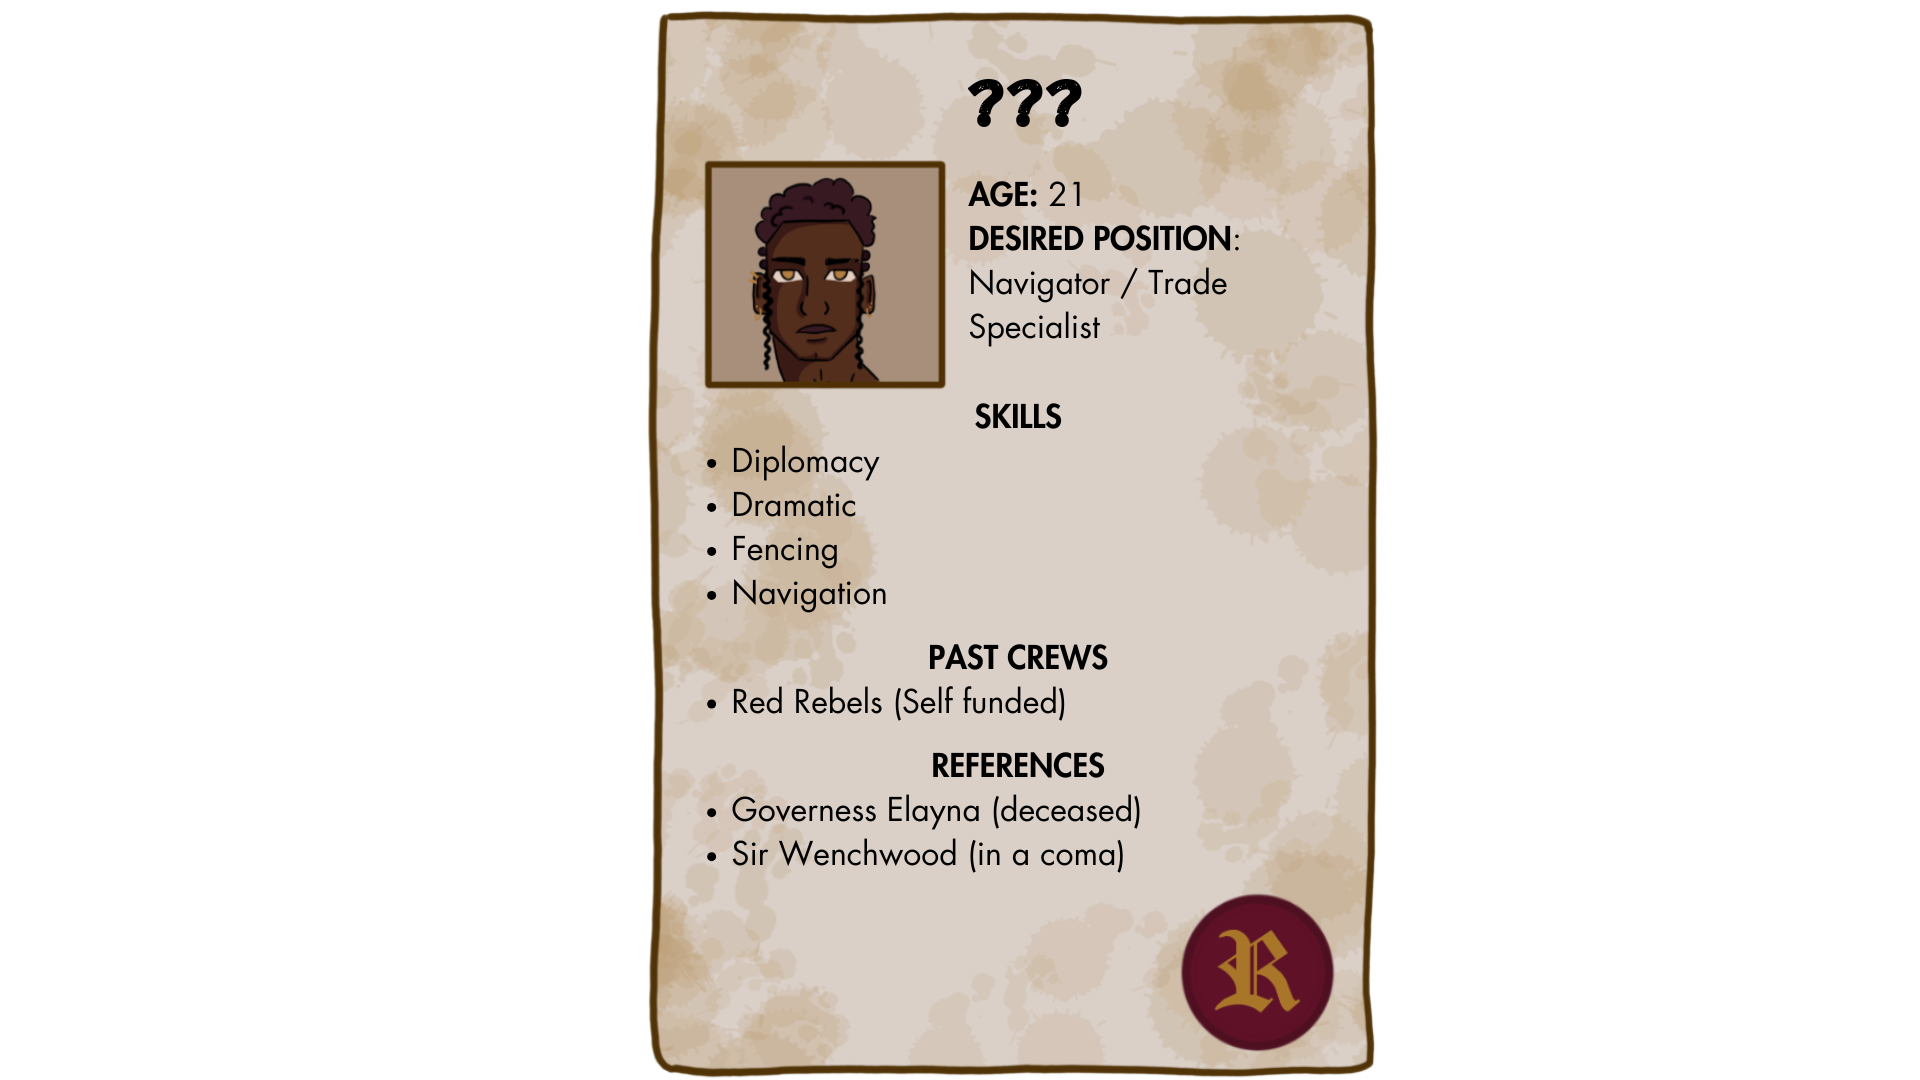 ???
AGE: 21
DESIRED POSITION:
Navigator / Trade
Specialist
SKILLS
• Diplomacy
• Dramatic
• Fencing
• Navigation
PAST CREWS
• Red Rebels (Self funded)
REFERENCES
• Governess Elayna (deceased)
• Sir Wenchwood (in a coma)
R